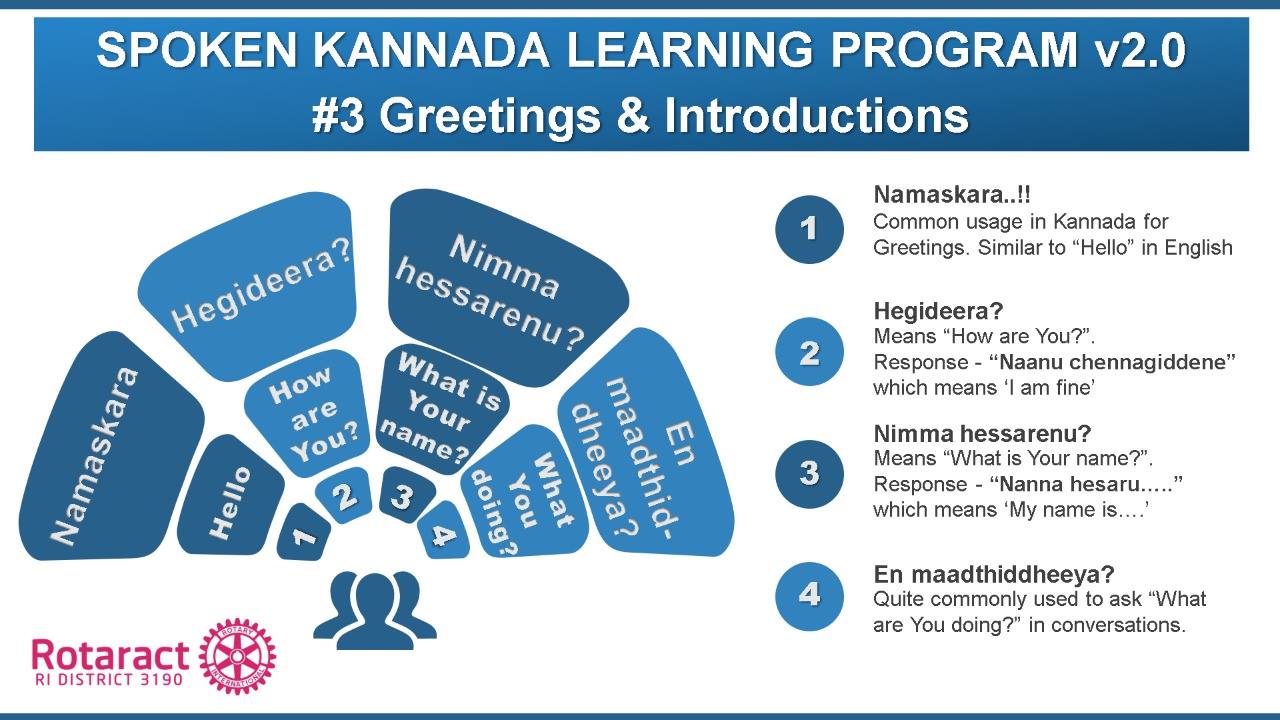 SPOKEN KANNADA LEARNING PROGRAM v2.0
#3 Greetings & Introductions
Namaskara
Hello
1
Hegideera?
How
are
You?
2
Nimma
hessarenu?
What is
Your
name?
3
En
maadthid-
dheeya?
What
You
doing?
4
1
Namaskara..!!
Common usage in Kannada for
Greetings. Similar to “Hello” in English
2
Hegideera?
Means “How are You?”.
Response - “Naanu chennagiddene”
which means ‘I am fine’
3
Nimma hessarenu?
Means “What is Your name?”.
Response - “Nanna hesaru.....”
which means ‘My name is....’
4
En maadthiddheeya?
Quite commonly used to ask “What
are You doing?” in conversations.
Rotaract
RI DISTRICT 3190
ROTARY
INTERNATIONAL